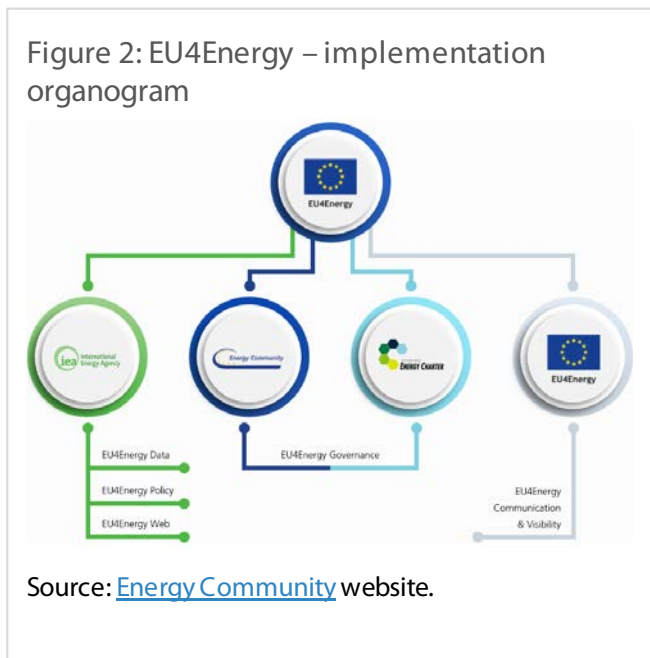 Figure 2: EU4Energy – implementation
organogram
EU4Energy
iea International
Energy Agency
Energy Community
ENERGY CHARTER
EU4Energy
EU4Energy Data
EU4Energy Policy
EU4Energy Web
EU4Energy Governance
EU4Energy
Communication
& Visibility
Source: Energy Community website.